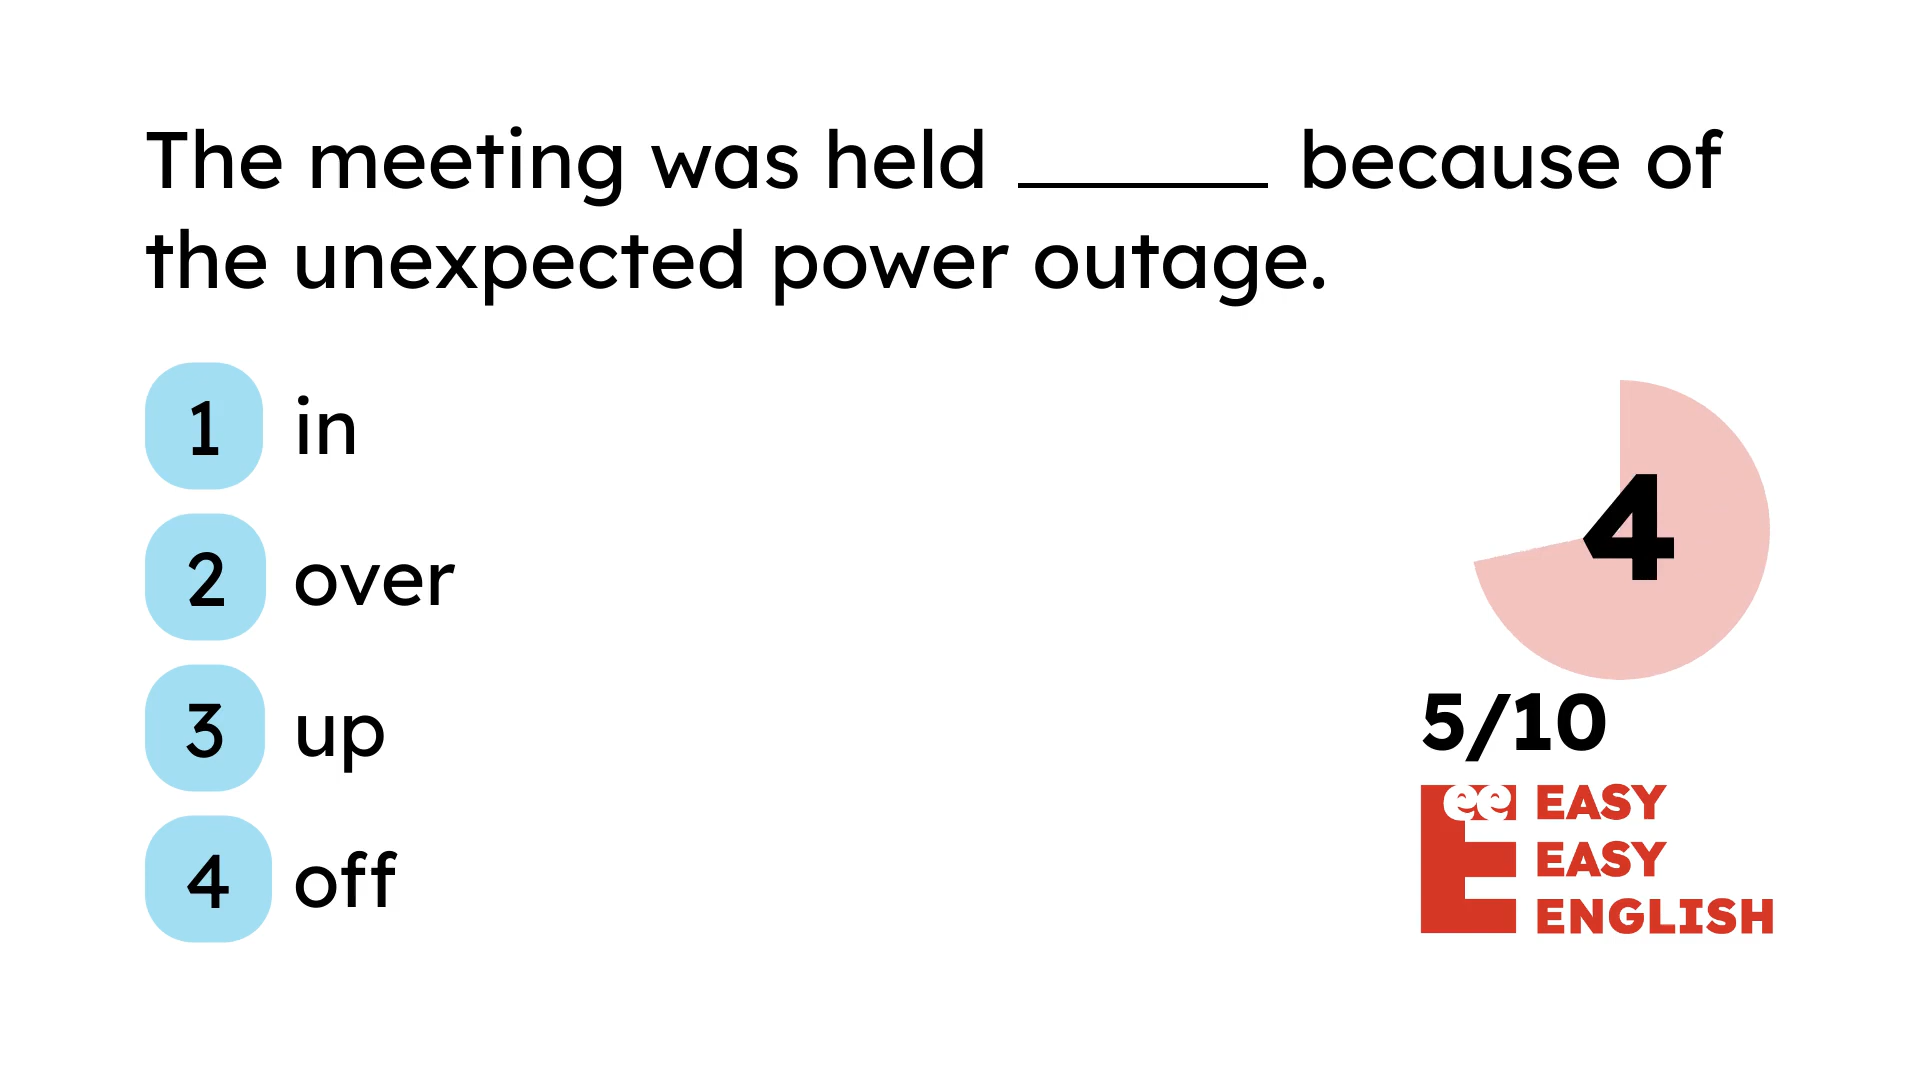 The meeting was held ______ because of
the unexpected power outage.
1 in
2 over
3 up
4 off
4
5/10
ee EASY
EASY
E ENGLISH